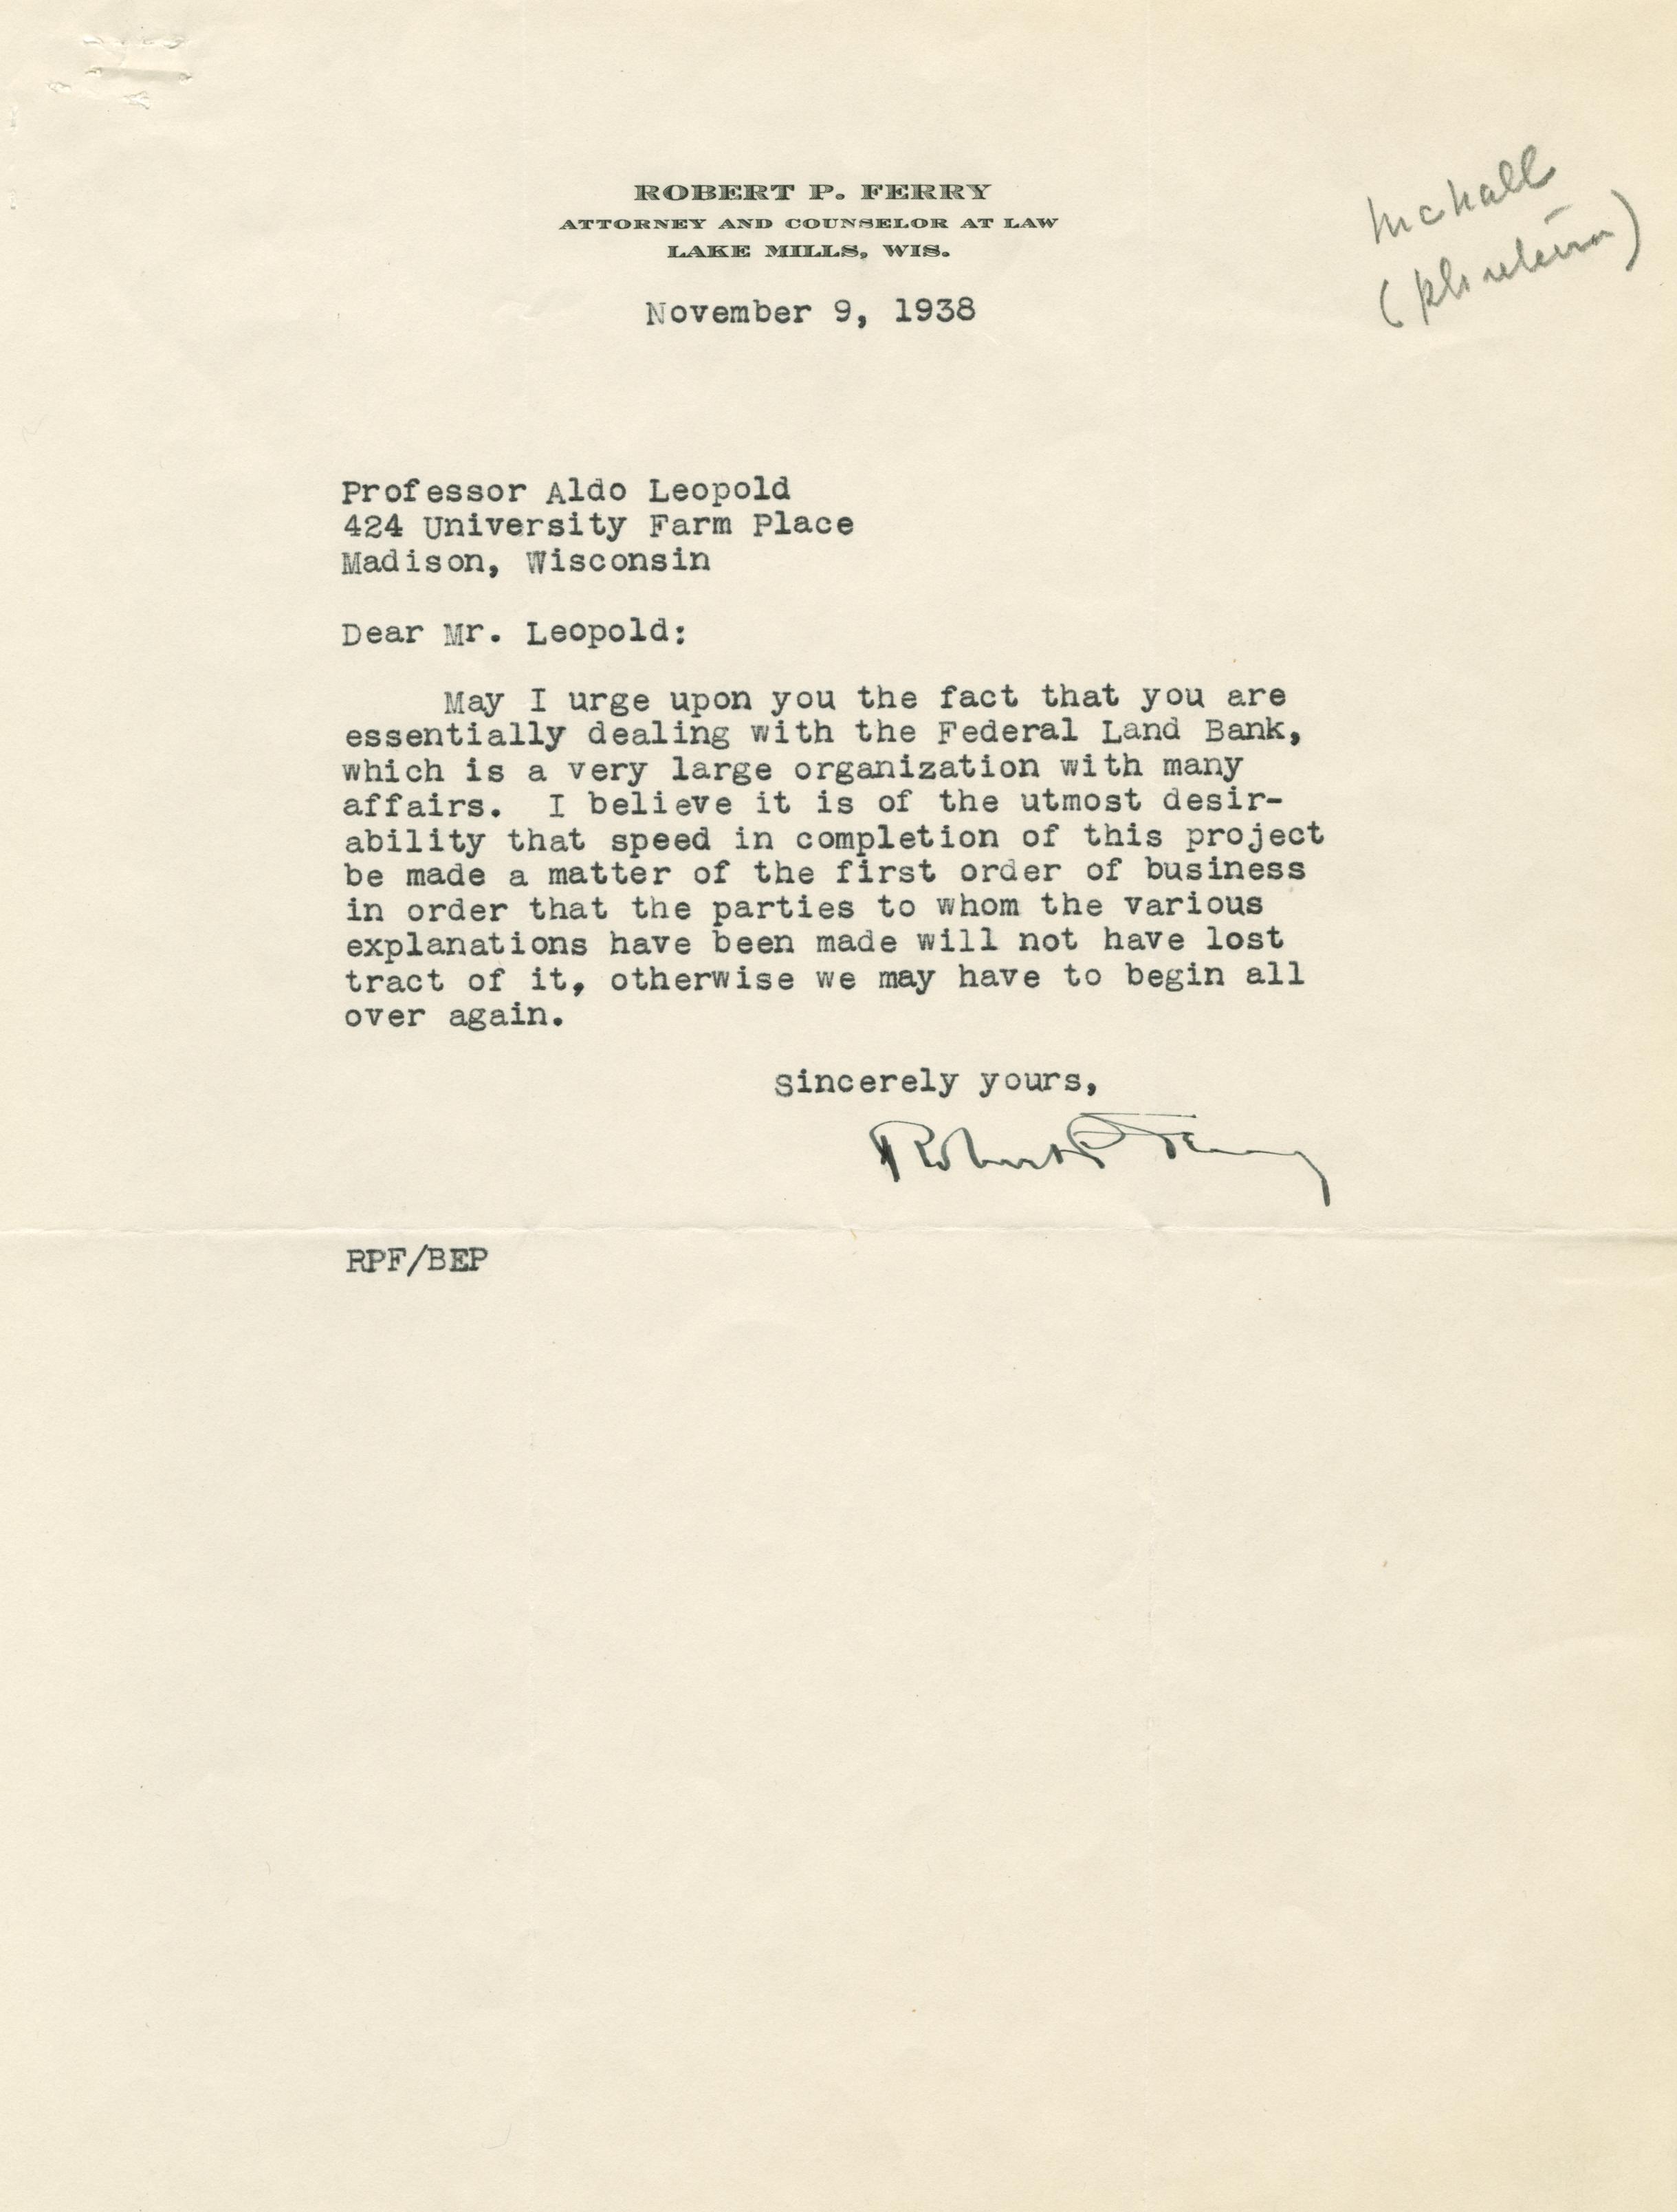 ROBERT P. FERRY
ATTORNEY AND COUNSELOR AT LAW
LAKE MILLS, WIS.
November 9, 1938
Professor Aldo Leopold
424 University Farm Place
Madison, Wisconsin
Dear Mr. Leopold:
May I urge upon you the fact that you are
essentially dealing with the Federal Land Bank,
which is a very large organization with many
affairs. I believe it is of the utmost desir-
ability that speed in completion of this project
be made a matter of the first order of business
in order that the parties to whom the various
explanations have been made will not have lost
tract of it, otherwise we may have to begin all
over again.
Sincerely yours,
Robert P Ferry
RPF/BEP